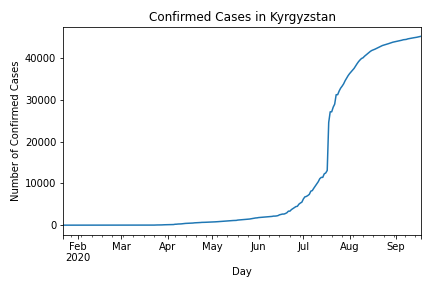 Confirmed Cases in Kyrgyzstan
Number of Confirmed Cases
40000
30000
20000
10000
0
Feb Mar Apr May Jun Jul Aug Sep
2020
Day